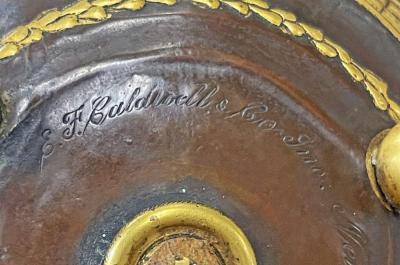 E. F. Caldwell & Co. Inc.